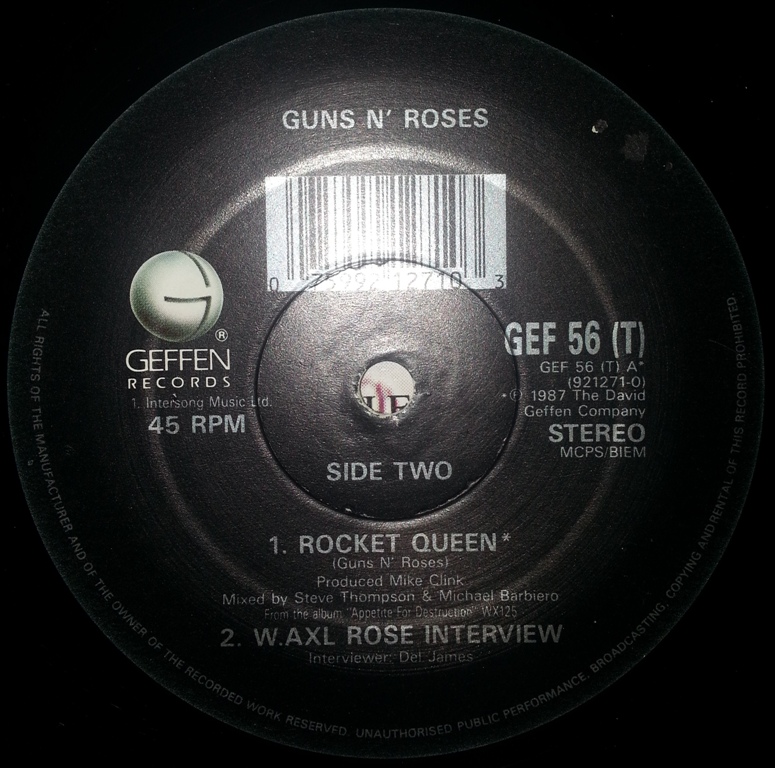 GUNS N' ROSES
0 75992 12710 3
GEFFEN
RECORDS
®
1. Intersong Music Ltd.
45 RPM
GEF 56 (T)
GEF 56 (T) A*
(921271-0)
℗ 1987 The David
Geffen Company
STEREO
MCPS/BIEM
SIDE TWO
1. ROCKET QUEEN*
(Guns N' Roses)
Produced Mike Clink
Mixed by Steve Thompson & Michael Barbiero
From the album "Appetite For Destruction" WX125
2. W.AXL ROSE INTERVIEW
Interviewer: Del James
ALL RIGHTS OF THE MANUFACTURER AND OF THE OWNER OF THE RECORDED WORK RESERVED. UNAUTHORISED PUBLIC PERFORMANCE. BROADCASTING, COPYING AND RENTAL OF THIS RECORD PROHIBITED.